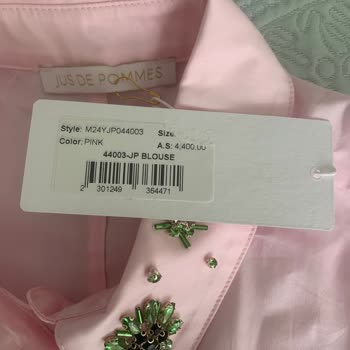 JUS DE POMMES
Style: M24YJP044003 Size:
Color: PINK A.S: 4,400.00
44003-JP BLOUSE
2 301249 364471